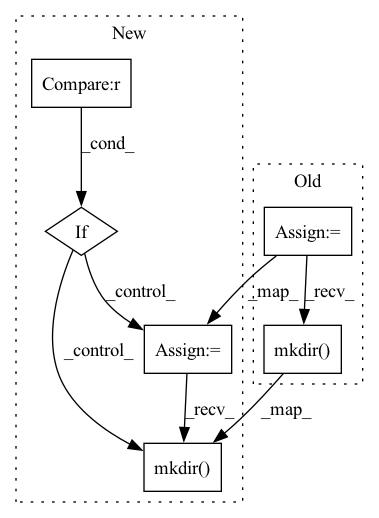 New
Compare:r
_cond_
Old
If
Assign:=
_control_
_map_
_recv_
_control_
Assign:=
mkdir()
_recv_
_map_
mkdir()